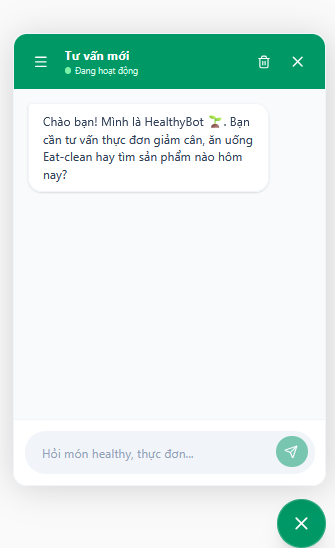 Tư vấn mới
Đang hoạt động
Chào bạn! Mình là HealthyBot 🌱. Bạn
cần tư vấn thực đơn giảm cân, ăn uống
Eat-clean hay tìm sản phẩm nào hôm
nay?
Hỏi món healthy, thực đơn...